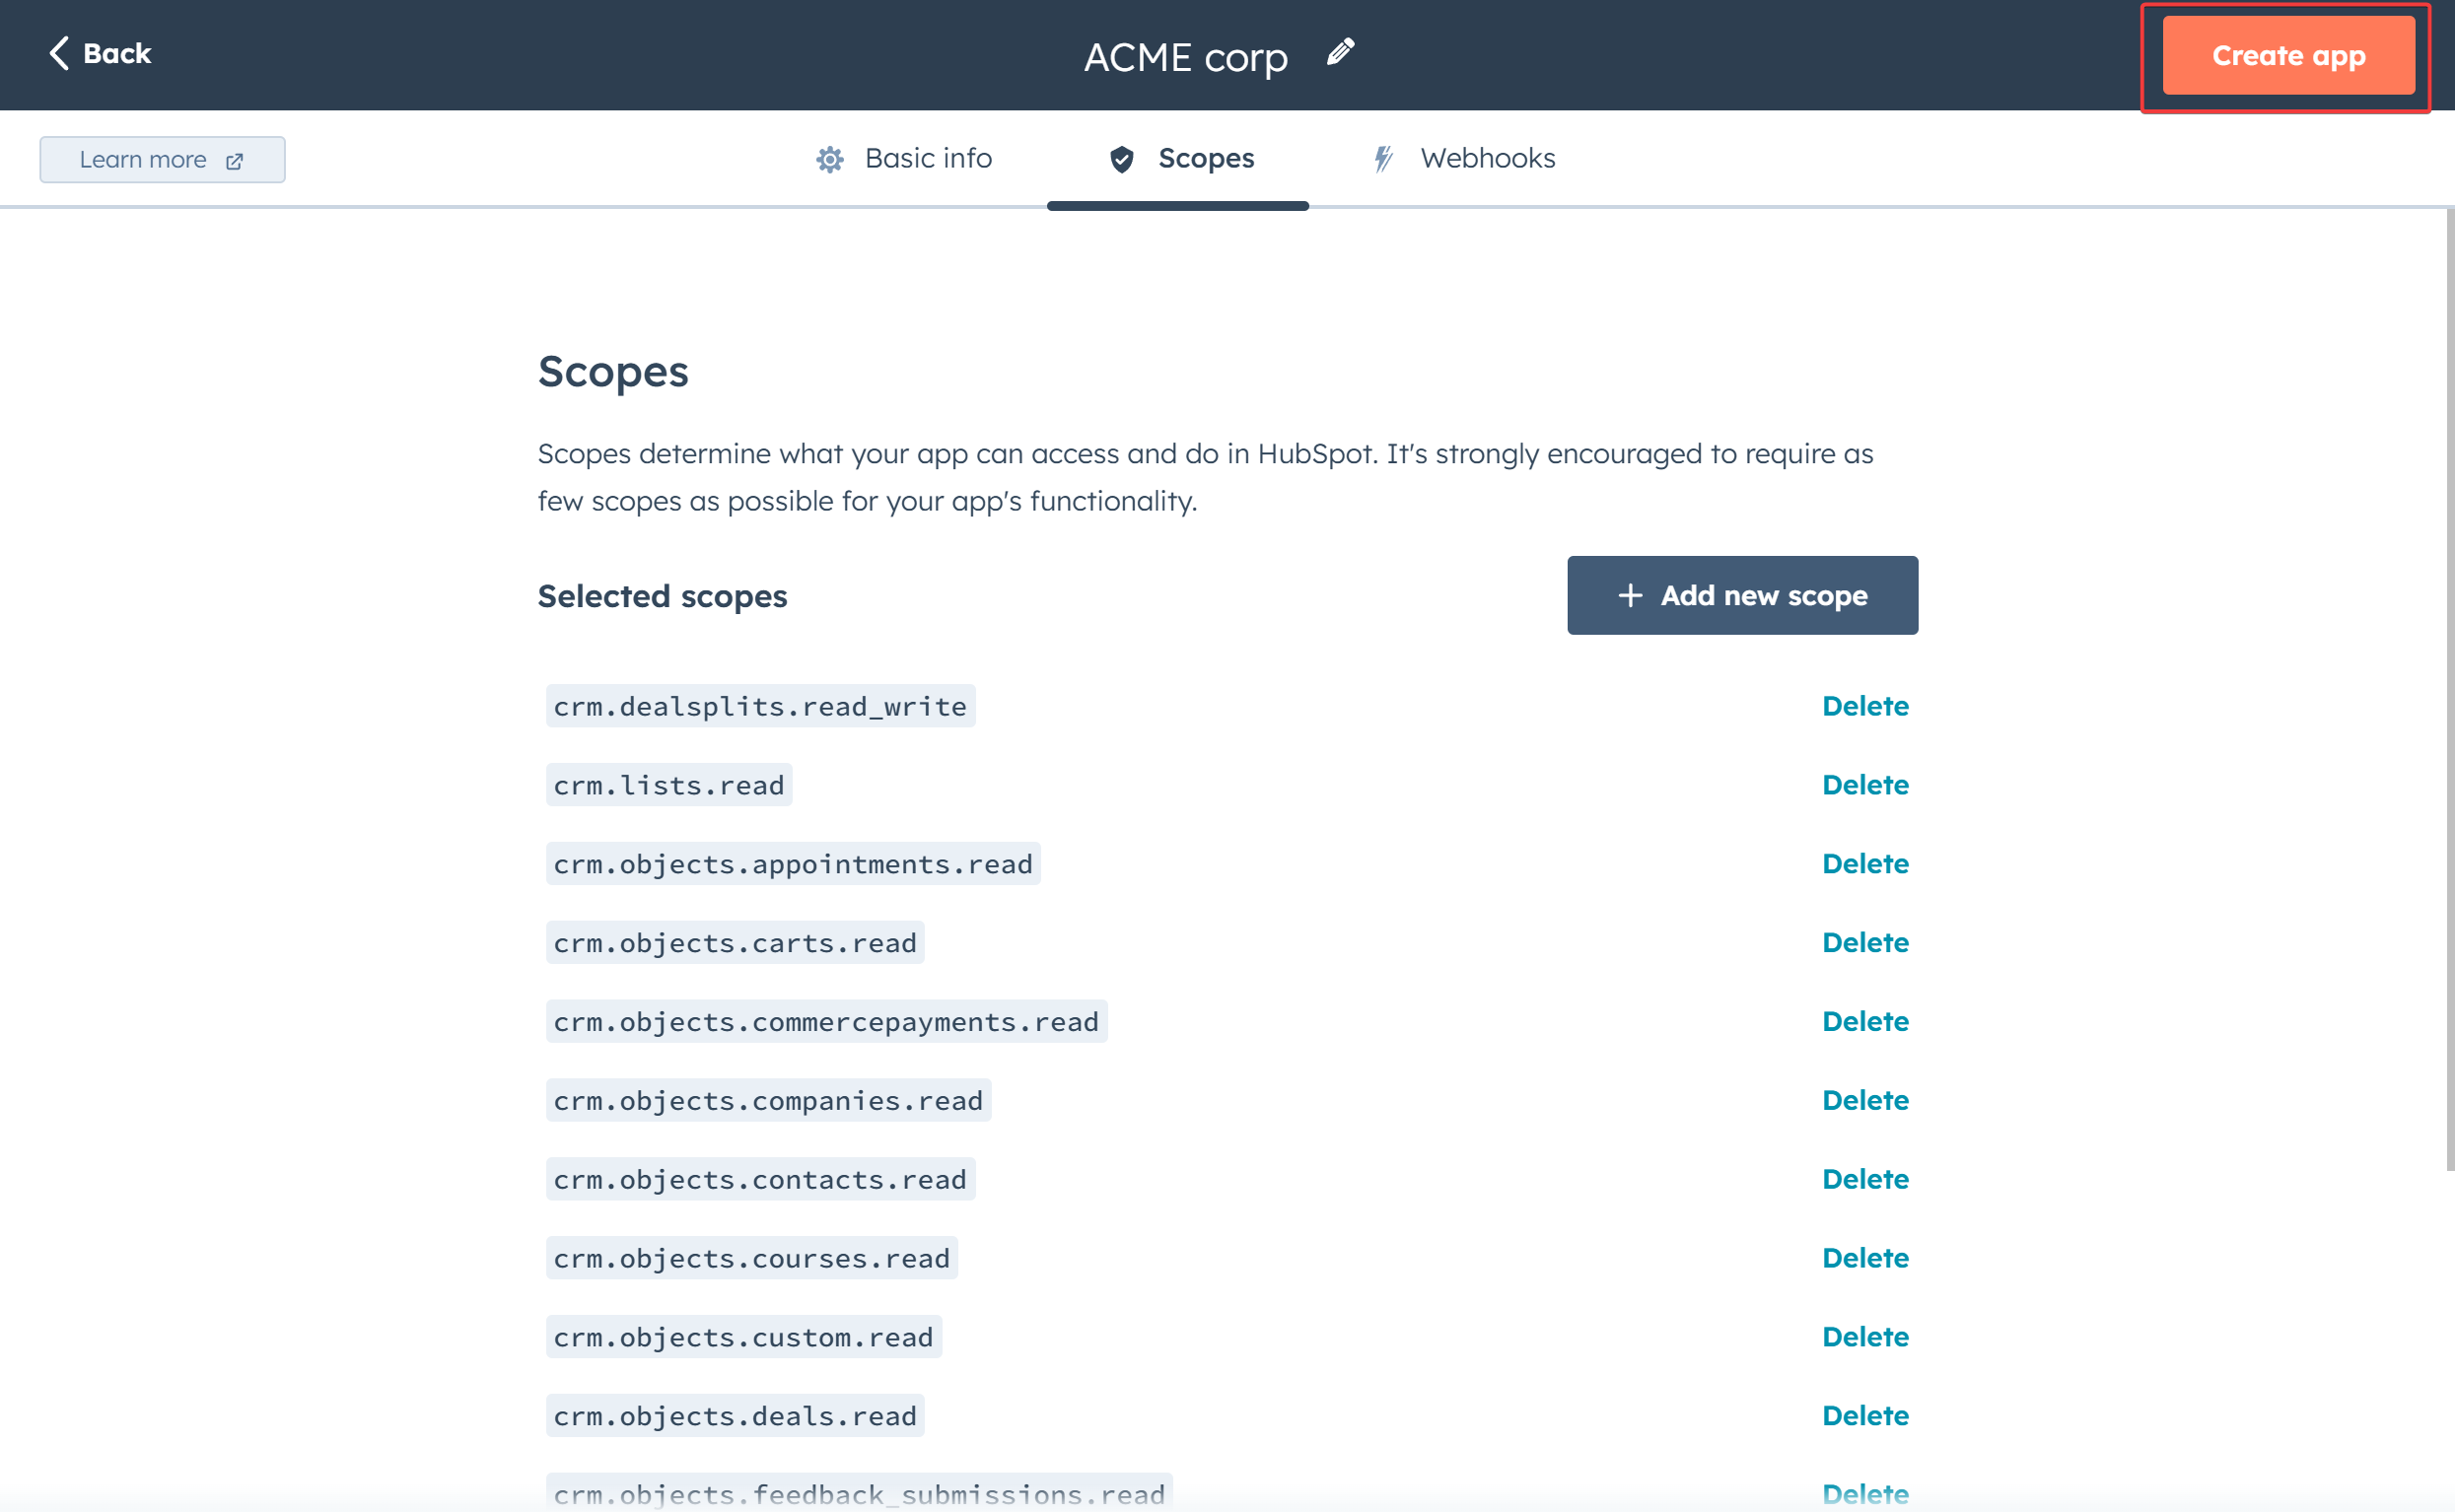 Back
ACME corp
Create app
Learn more
Basic info
Scopes
Webhooks
Scopes
Scopes determine what your app can access and do in HubSpot. It's strongly encouraged to require as
few scopes as possible for your app's functionality.
Selected scopes
+ Add new scope
crm.dealsplits.read_write Delete
crm.lists.read Delete
crm.objects.appointments.read Delete
crm.objects.carts.read Delete
crm.objects.commercepayments.read Delete
crm.objects.companies.read Delete
crm.objects.contacts.read Delete
crm.objects.courses.read Delete
crm.objects.custom.read Delete
crm.objects.deals.read Delete
crm.objects.feedback_submissions.read Delete